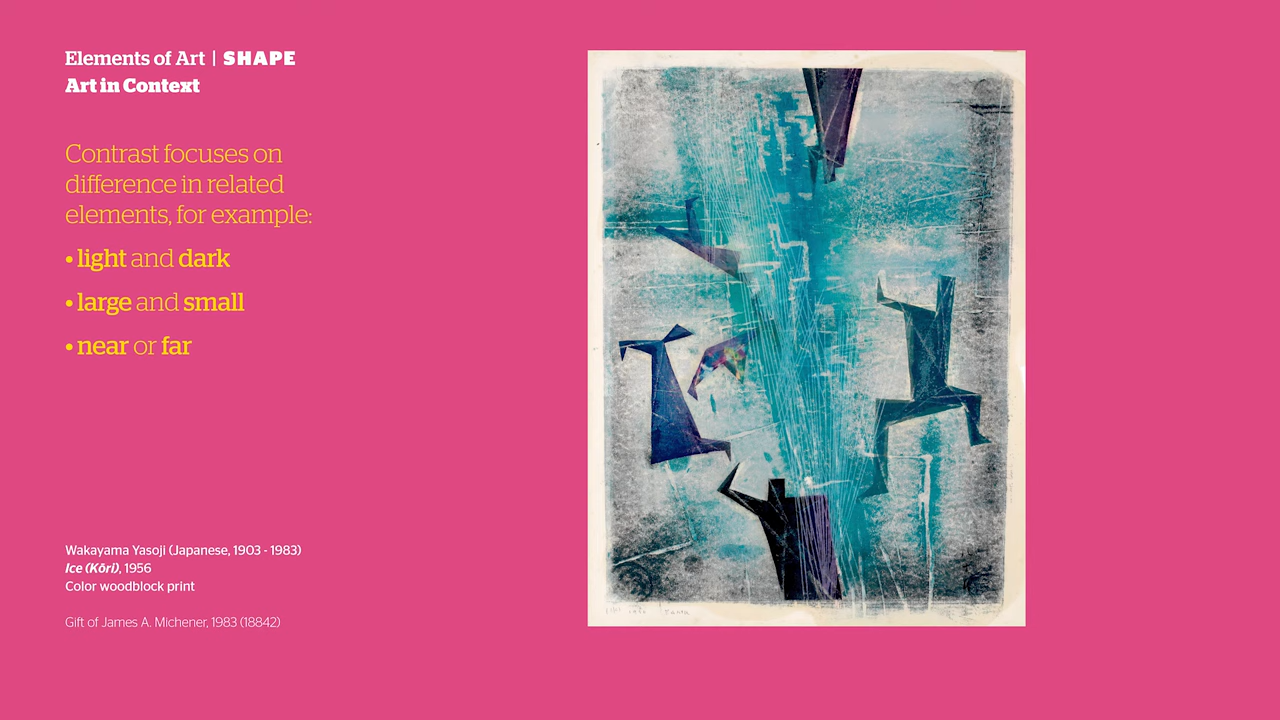 Elements of Art | SHAPE
Art in Context
Contrast focuses on
difference in related
elements, for example:
• light and dark
• large and small
• near or far
Wakayama Yasoji (Japanese, 1903 - 1983)
Ice (Kōri), 1956
Color woodblock print
Gift of James A. Michener, 1983 (18842)